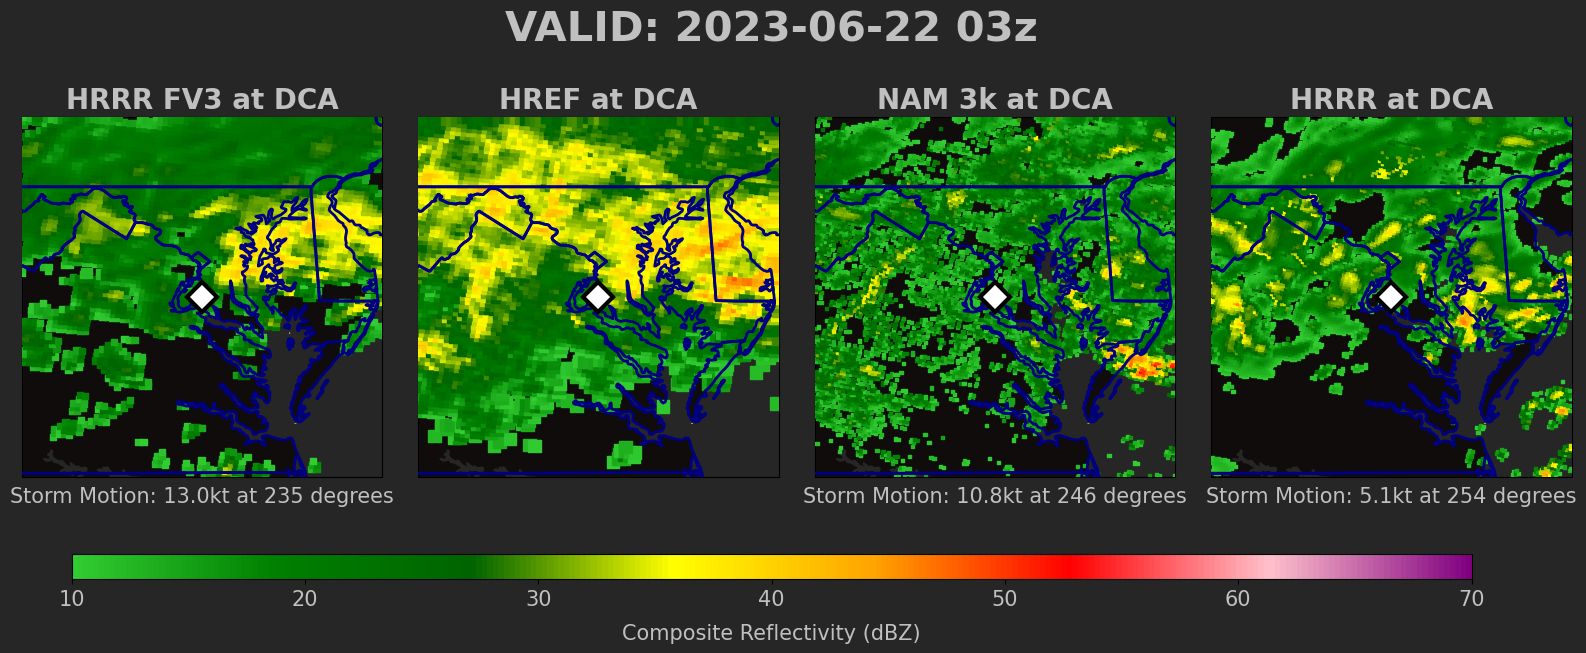 VALID: 2023-06-22 03z
HRRR FV3 at DCA
HREF at DCA
NAM 3k at DCA
HRRR at DCA
Storm Motion: 13.0kt at 235 degrees
Storm Motion: 10.8kt at 246 degrees
Storm Motion: 5.1kt at 254 degrees
10 20 30 40 50 60 70
Composite Reflectivity (dBZ)